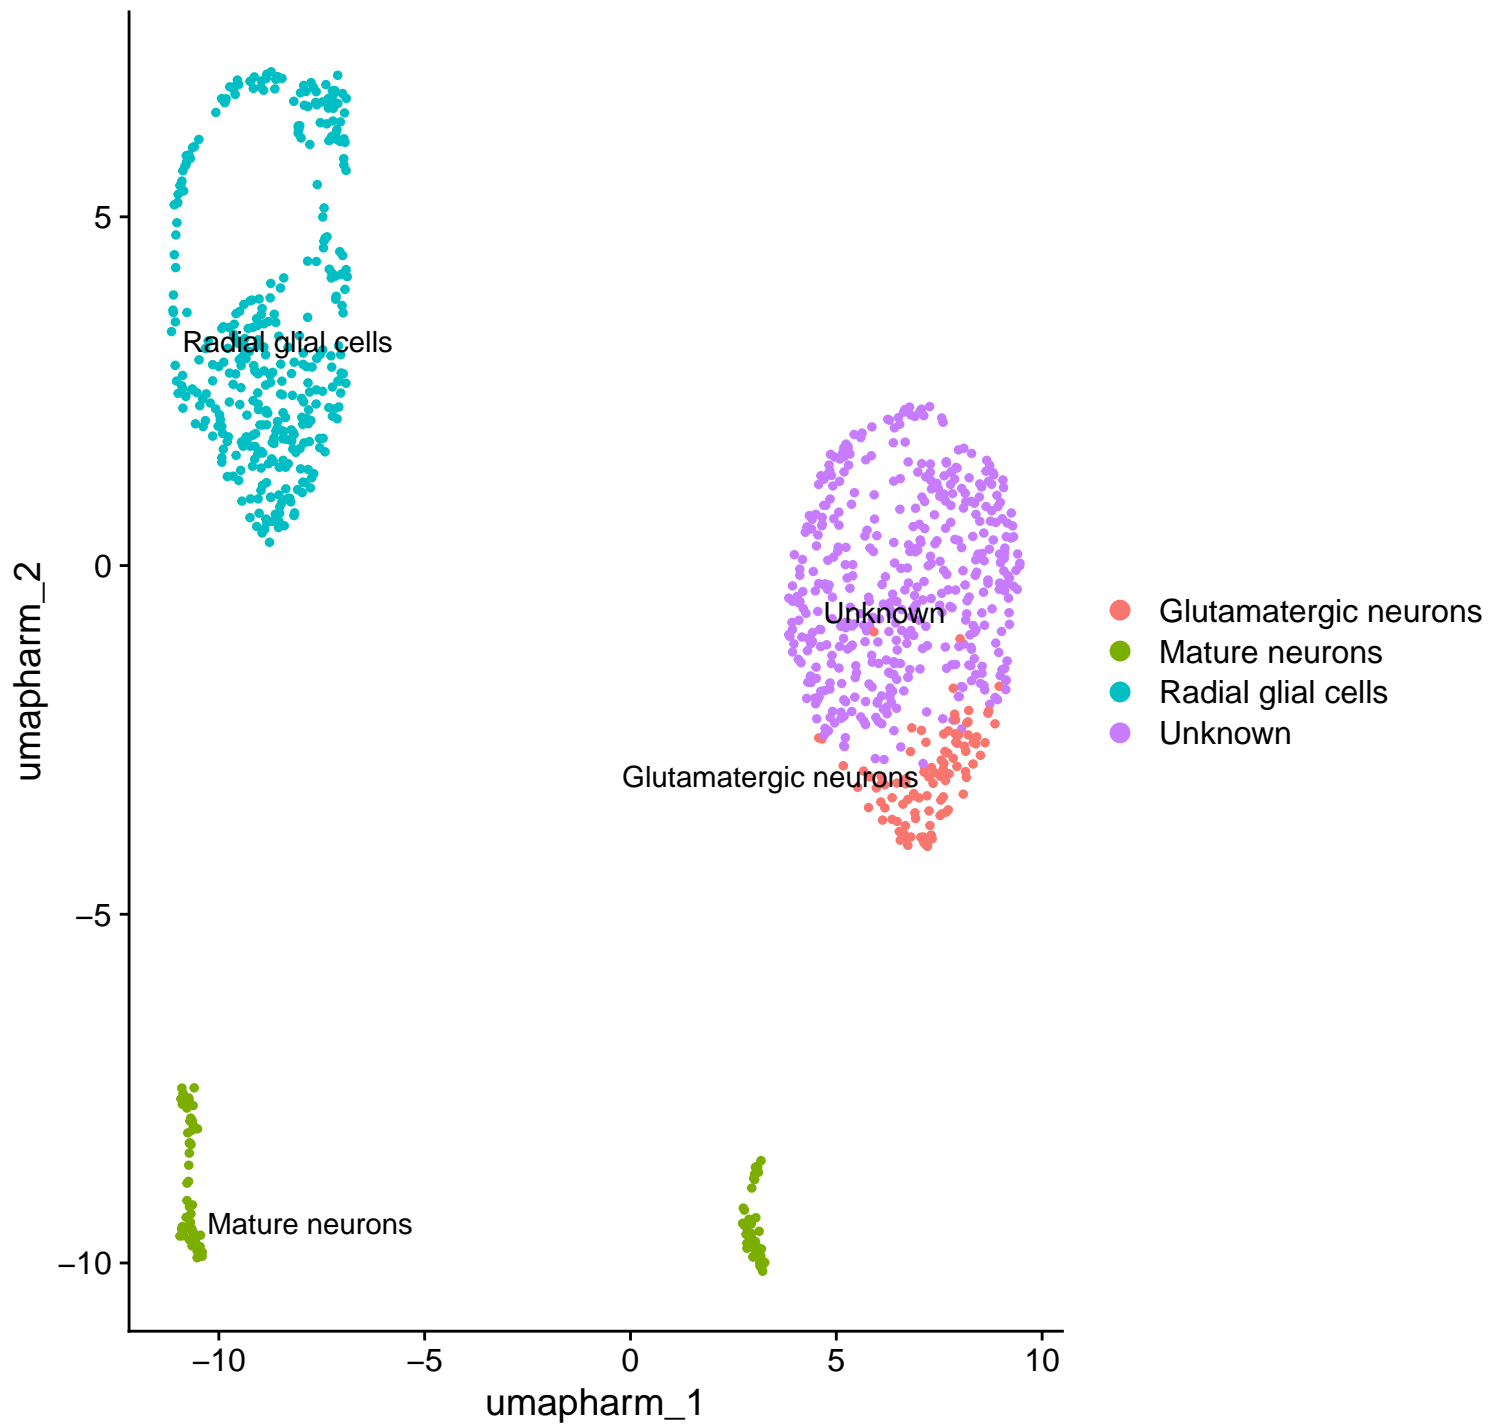 5
0
−5
−10
−10
−5
0
5
10
umapharm_1
umapharm_2
Radial glial cells
Unknown
Glutamatergic neurons
Mature neurons
Glutamatergic neurons
Mature neurons
Radial glial cells
Unknown